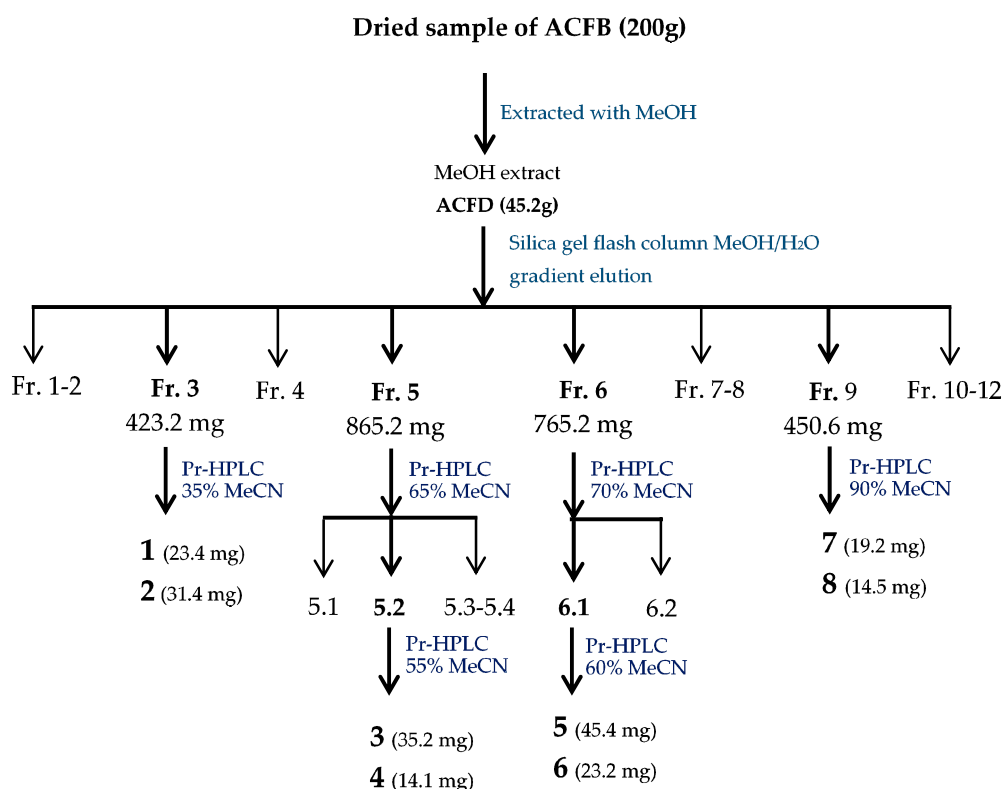 Dried sample of ACFB (200g)
Extracted with MeOH
MeOH extract
ACFD (45.2g)
Silica gel flash column MeOH/H₂O
gradient elution
Fr. 1-2
Fr. 3
423.2 mg
Fr. 4
Fr. 5
865.2 mg
Fr. 6
765.2 mg
Fr. 7-8
Fr. 9
450.6 mg
Fr. 10-12
Pr-HPLC
35% MeCN
Pr-HPLC
65% MeCN
Pr-HPLC
70% MeCN
Pr-HPLC
90% MeCN
1 (23.4 mg)
2 (31.4 mg)
5.1
5.2
5.3-5.4
6.1
6.2
7 (19.2 mg)
8 (14.5 mg)
Pr-HPLC
55% MeCN
Pr-HPLC
60% MeCN
3 (35.2 mg)
4 (14.1 mg)
5 (45.4 mg)
6 (23.2 mg)